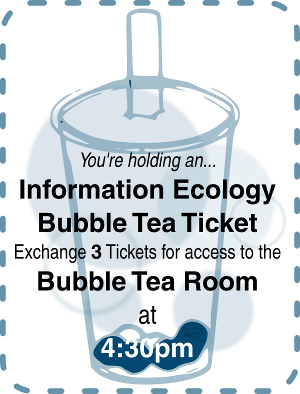 You're holding an...
Information Ecology
Bubble Tea Ticket
Exchange 3 Tickets for access to the
Bubble Tea Room
at
4:30pm